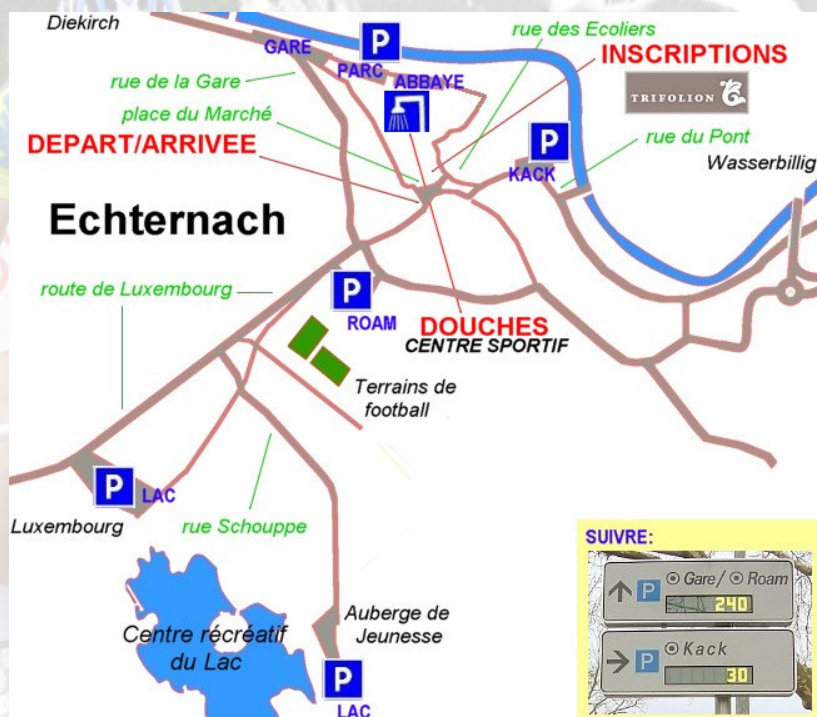 Diekirch
GARE
P
PARC
ABBAYE
rue des Ecoliers
INSCRIPTIONS
TRIFOLION
rue de la Gare
place du Marché
DEPART/ARRIVEE
P
KACK
rue du Pont
Wasserbillig
Echternach
route de Luxembourg
P
ROAM
DOUCHES
CENTRE SPORTIF
Terrains de
football
P
LAC
Luxembourg
rue Schouppe
Centre récréatif
du Lac
Auberge de
Jeunesse
P
LAC
SUIVRE:
P Gare/ Roam
240
P Kack
30